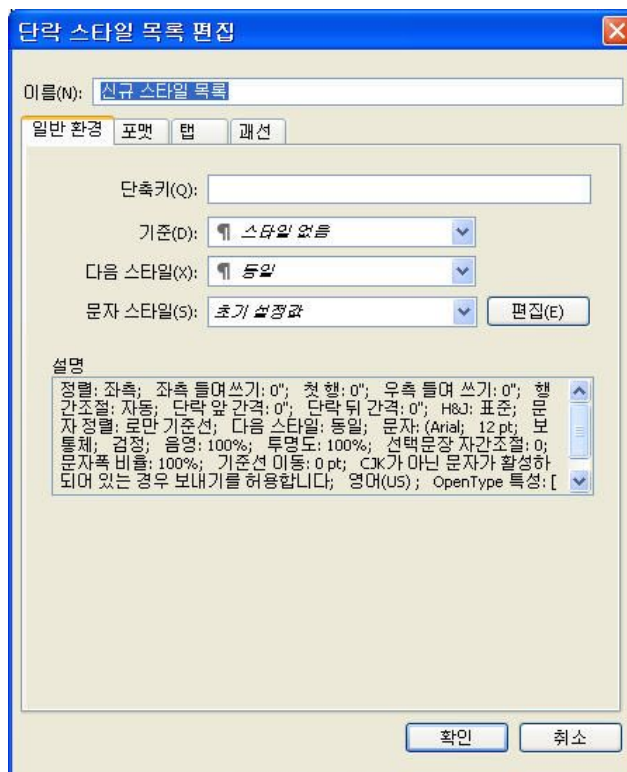 단락 스타일 목록 편집
이름(N): 신규 스타일 목록
일반 환경 포맷 탭 괘선
단축키(Q):
기준(D): ¶ 스타일 없음
다음 스타일(X): ¶ 동일
문자 스타일(S): 초기 설정값 편집(E)
설명
정렬: 좌측; 좌측 들여쓰기: 0"; 첫 행: 0"; 우측 들여 쓰기: 0"; 행
간조절: 자동; 단락 앞 간격: 0"; 단락 뒤 간격: 0"; H&J: 표준; 문
자 정렬: 로만 기준선; 다음 스타일: 동일; 문자: (Arial; 12 pt; 보
통체; 검정; 음영: 100%; 투명도: 100%; 선택문장 자간조절: 0;
문자폭 비율: 100%; 기준선 이동: 0 pt; CJK가 아닌 문자가 활성하
되어 있는 경우 보내기를 허용합니다; 영어(US) ; OpenType 특성: [
확인 취소